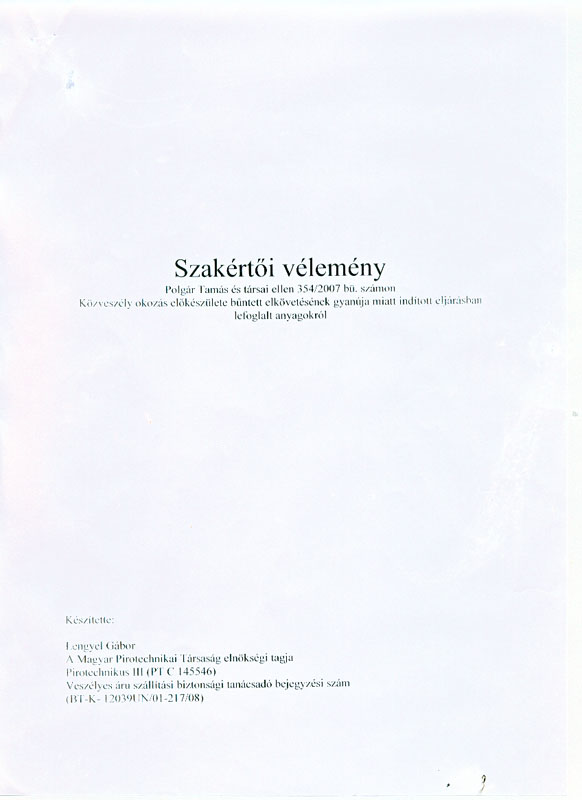 Szakértői vélemény
Polgár Tamás és társai ellen 354/2007 bü. számon
Közveszély okozás előkészülete bűntett elkövetésének gyanúja miatt indított eljárásban
lefoglalt anyagokról
Készítette:
Lengyel Gábor
A Magyar Pirotechnikai Társaság elnökségi tagja
Pirotechnikus III (PT C 145546)
Veszélyes áru szállítási biztonsági tanácsadó bejegyzési szám
(BT-K- 12039UN/01-217/08)